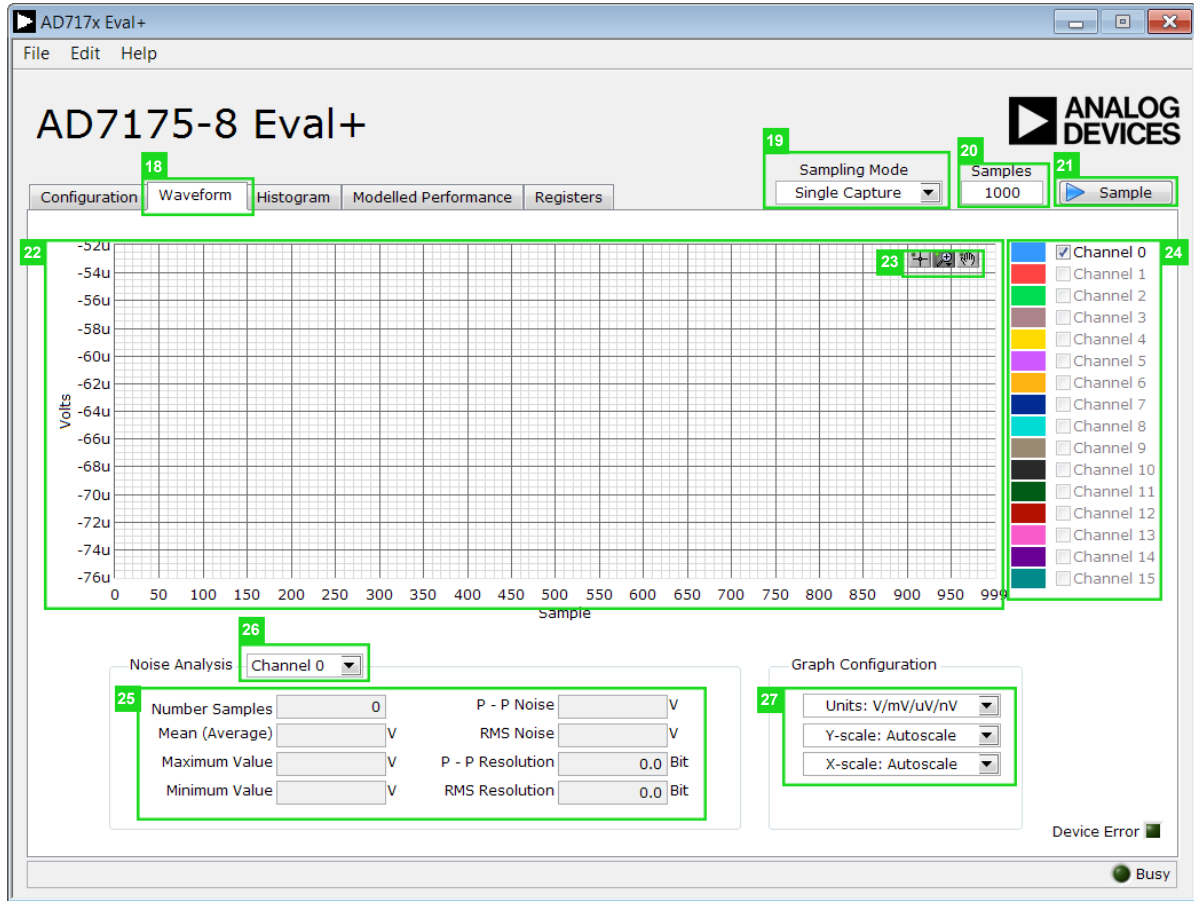 AD717x Eval+
File Edit Help
AD7175-8 Eval+
ANALOG
DEVICES
19
20
18
21
Sampling Mode
Samples
Configuration Waveform Histogram Modelled Performance Registers
Single Capture
1000
Sample
22
23
24
-52u
-54u
-56u
-58u
-60u
-62u
-64u
-66u
-68u
-70u
-72u
-74u
-76u
Volts
0 50 100 150 200 250 300 350 400 450 500 550 600 650 700 750 800 850 900 950 999
Sample
Channel 0
Channel 1
Channel 2
Channel 3
Channel 4
Channel 5
Channel 6
Channel 7
Channel 8
Channel 9
Channel 10
Channel 11
Channel 12
Channel 13
Channel 14
Channel 15
26
Noise Analysis Channel 0
25
Number Samples 0
Mean (Average) V
Maximum Value V
Minimum Value V
P - P Noise V
RMS Noise V
P - P Resolution 0.0 Bit
RMS Resolution 0.0 Bit
Graph Configuration
27
Units: V/mV/uV/nV
Y-scale: Autoscale
X-scale: Autoscale
Device Error
Busy